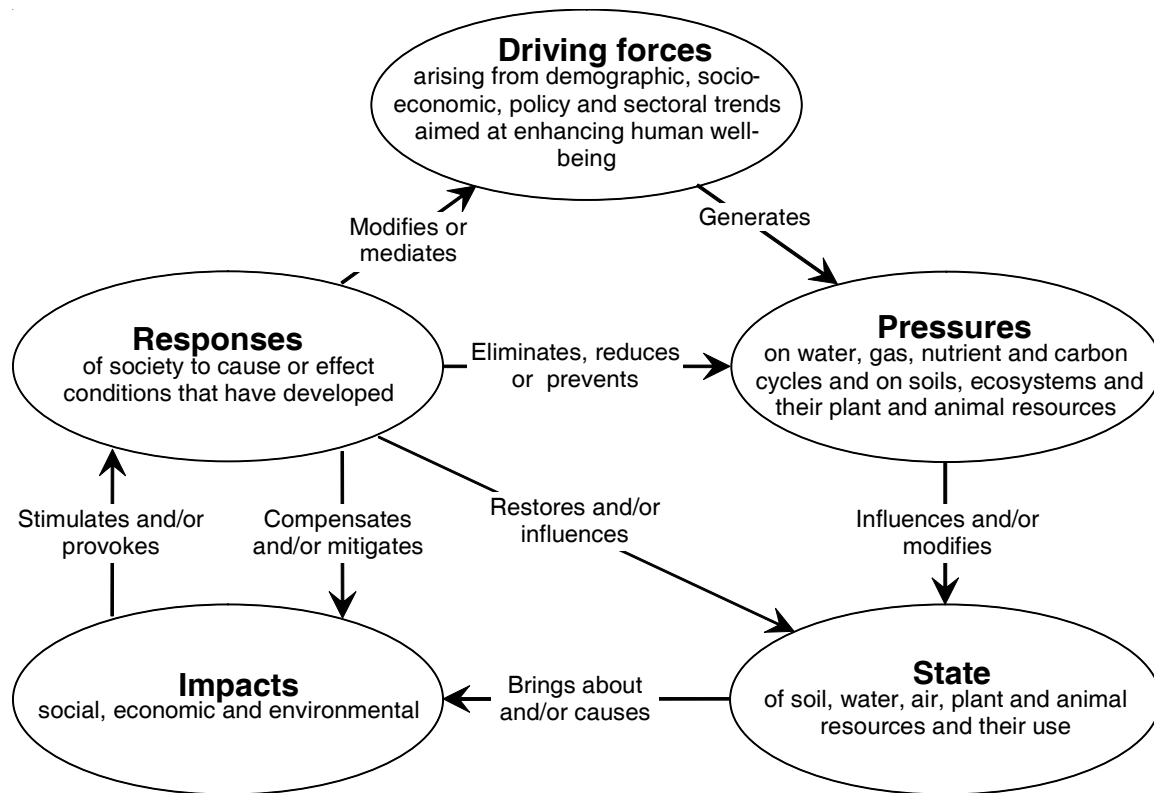 Driving forces
arising from demographic, socio-
economic, policy and sectoral trends
aimed at enhancing human well-
being
Modifies or
mediates
Generates
Responses
of society to cause or effect
conditions that have developed
Eliminates, reduces
or prevents
Pressures
on water, gas, nutrient and carbon
cycles and on soils, ecosystems and
their plant and animal resources
Stimulates and/or
provokes
Compensates
and/or mitigates
Restores and/or
influences
Influences and/or
modifies
Impacts
social, economic and environmental
Brings about
and/or causes
State
of soil, water, air, plant and animal
resources and their use